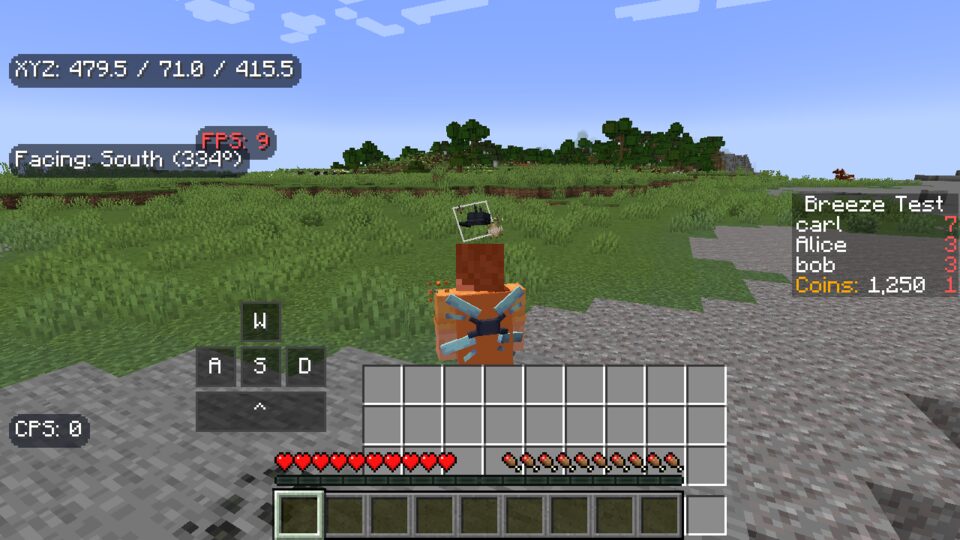 XYZ: 479.5 / 71.0 / 415.5
FPS: 9
Facing: South (334°)
Breeze Test
carl -7
Alice 3
bob 3
Coins: 1,250 1
W
A S D
^
CPS: 0